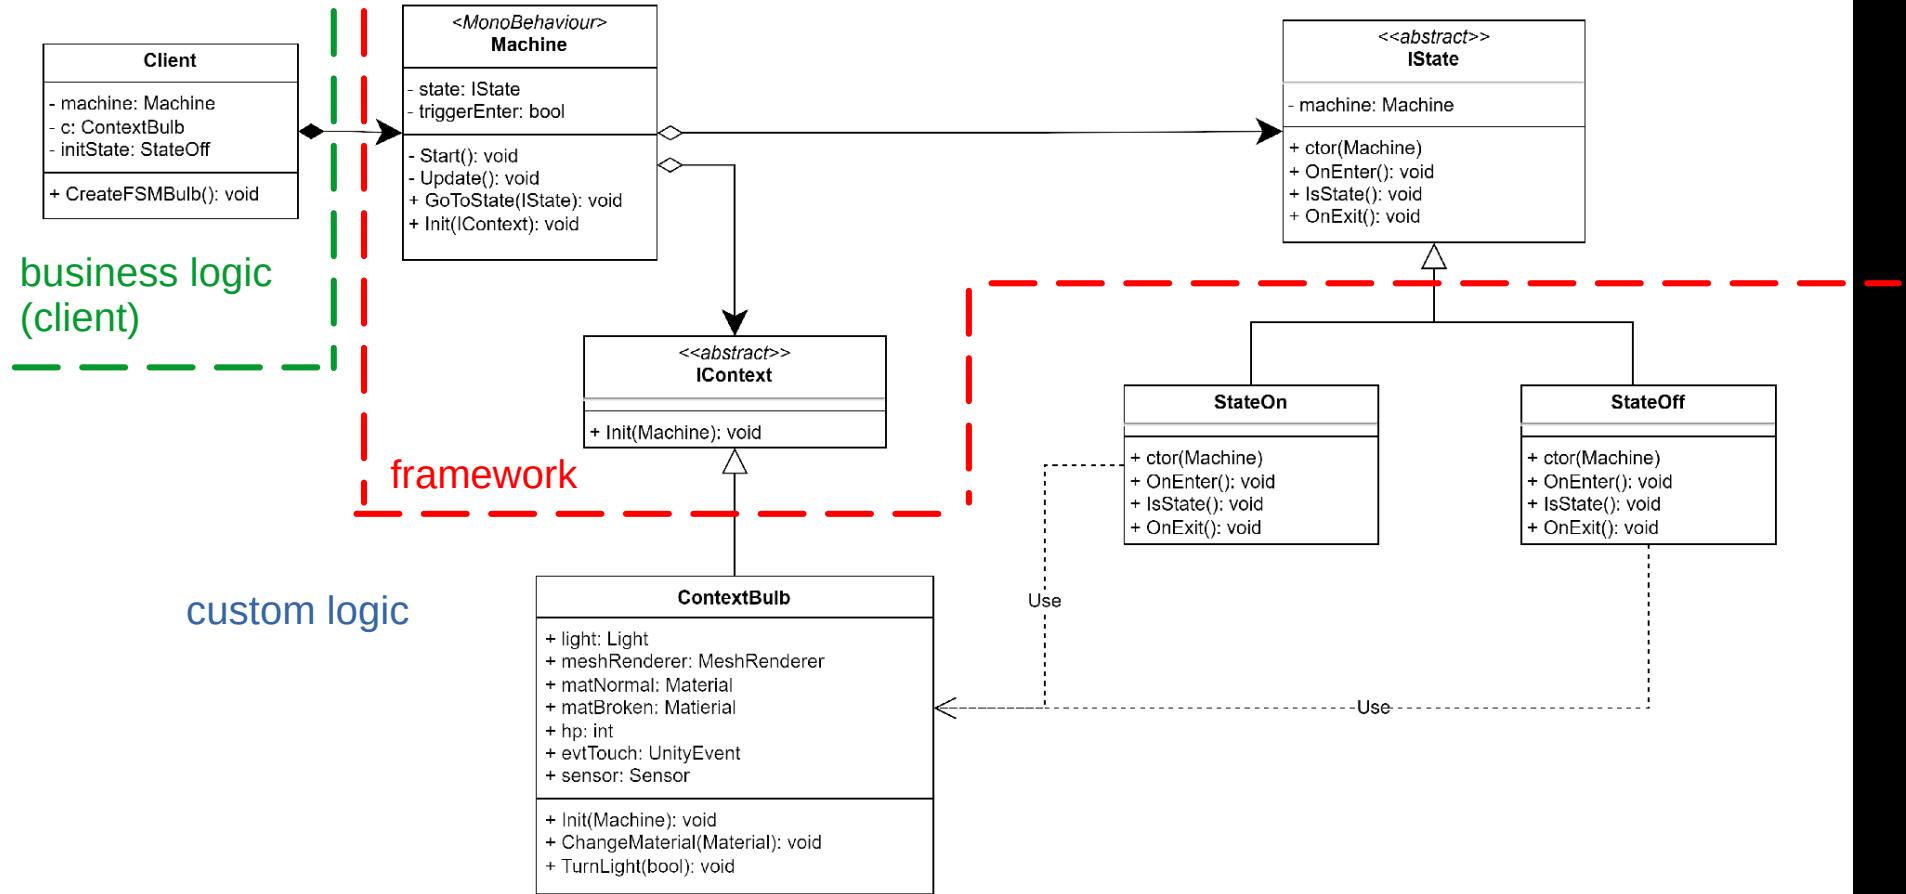 Client
- machine: Machine
- c: ContextBulb
- initState: StateOff
+ CreateFSMBulb(): void
business logic
(client)
<MonoBehaviour>
Machine
- state: IState
- triggerEnter: bool
- Start(): void
- Update(): void
+ GoToState(IState): void
+ Init(IContext): void
<<abstract>>
IState
- machine: Machine
+ ctor(Machine)
+ OnEnter(): void
+ IsState(): void
+ OnExit(): void
<<abstract>>
IContext
+ Init(Machine): void
framework
StateOn
+ ctor(Machine)
+ OnEnter(): void
+ IsState(): void
+ OnExit(): void
StateOff
+ ctor(Machine)
+ OnEnter(): void
+ IsState(): void
+ OnExit(): void
Use
Use
custom logic
ContextBulb
+ light: Light
+ meshRenderer: MeshRenderer
+ matNormal: Material
+ matBroken: Matierial
+ hp: int
+ evtTouch: UnityEvent
+ sensor: Sensor
+ Init(Machine): void
+ ChangeMaterial(Material): void
+ TurnLight(bool): void